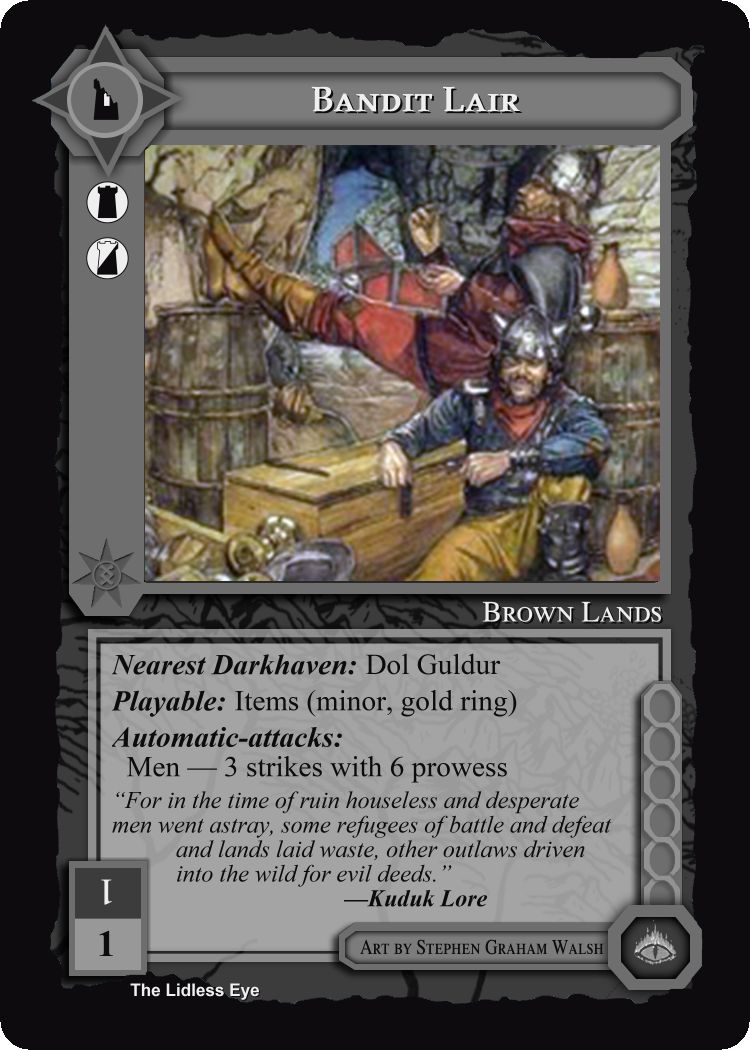 Bandit Lair
Brown Lands
Nearest Darkhaven: Dol Guldur
Playable: Items (minor, gold ring)
Automatic-attacks:
Men — 3 strikes with 6 prowess
“For in the time of ruin houseless and desperate
men went astray, some refugees of battle and defeat
and lands laid waste, other outlaws driven
into the wild for evil deeds.”
—Kuduk Lore
1
1
Art by Stephen Graham Walsh
The Lidless Eye